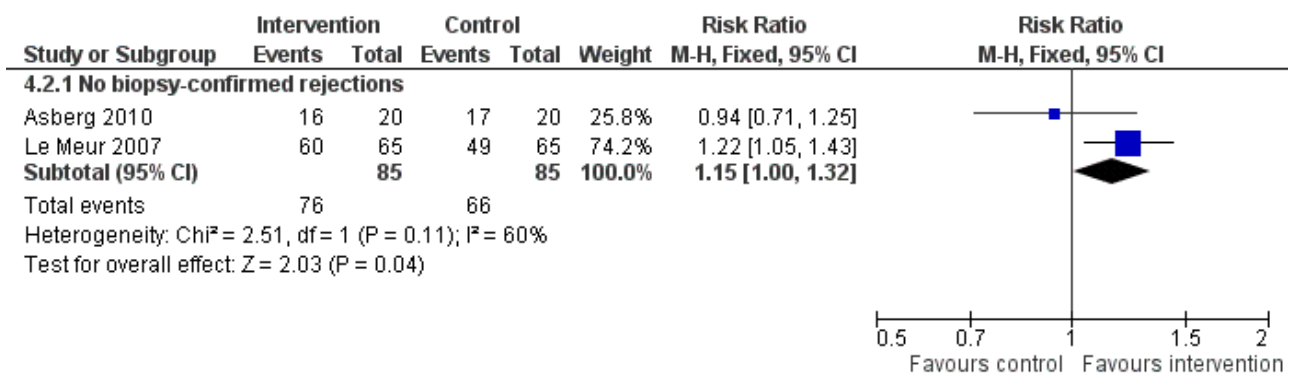 Intervention Control Risk Ratio Risk Ratio
Study or Subgroup Events Total Events Total Weight M-H, Fixed, 95% CI M-H, Fixed, 95% CI
4.2.1 No biopsy-confirmed rejections
Asberg 2010 16 20 17 20 25.8% 0.94 [0.71, 1.25]
Le Meur 2007 60 65 49 65 74.2% 1.22 [1.05, 1.43]
Subtotal (95% CI) 85 85 100.0% 1.15 [1.00, 1.32]
Total events 76 66
Heterogeneity: Chi² = 2.51, df = 1 (P = 0.11); I² = 60%
Test for overall effect: Z = 2.03 (P = 0.04)
0.5 0.7 1 1.5 2
Favours control Favours intervention